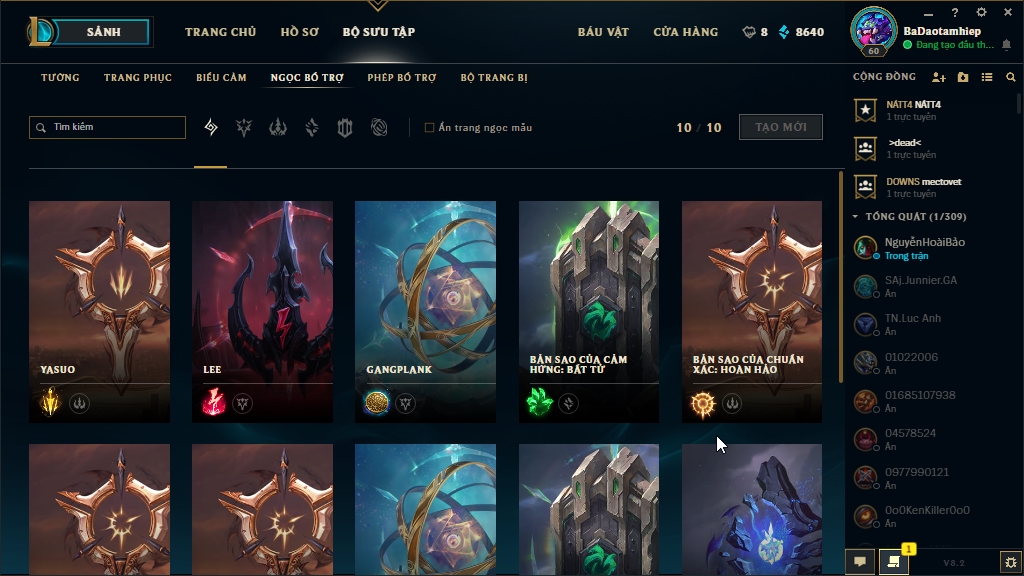 SẢNH
TRANG CHỦ
HỒ SƠ
BỘ SƯU TẬP
BÁU VẬT
CỬA HÀNG
8
8640
?
60
BaDaotamhiep
Đang tạo đấu th...
TƯỚNG
TRANG PHỤC
BIỂU CẢM
NGỌC BỔ TRỢ
PHÉP BỔ TRỢ
BỘ TRANG BỊ
CỘNG ĐỒNG
Tìm kiếm
Ẩn trang ngọc mẫu
10 / 10
TẠO MỚI
NÁTT4 NÁTT4
1 trực tuyến
>dead<
1 trực tuyến
DOWNS mectovet
1 trực tuyến
TỔNG QUÁT (1/309)
NguyễnHoàiBảo
Trong trận
SAj.Junnier.GA
Ẩn
TN.Luc Anh
Ẩn
01022006
Ẩn
01685107938
Ẩn
04578524
Ẩn
0977990121
Ẩn
0o0KenKiller0o0
Ẩn
YASUO
LEE
GANGPLANK
BẢN SAO CỦA CẢM
HỨNG: BẤT TỬ
BẢN SAO CỦA CHUẨN
XÁC: HOÀN HẢO
1
V8.2